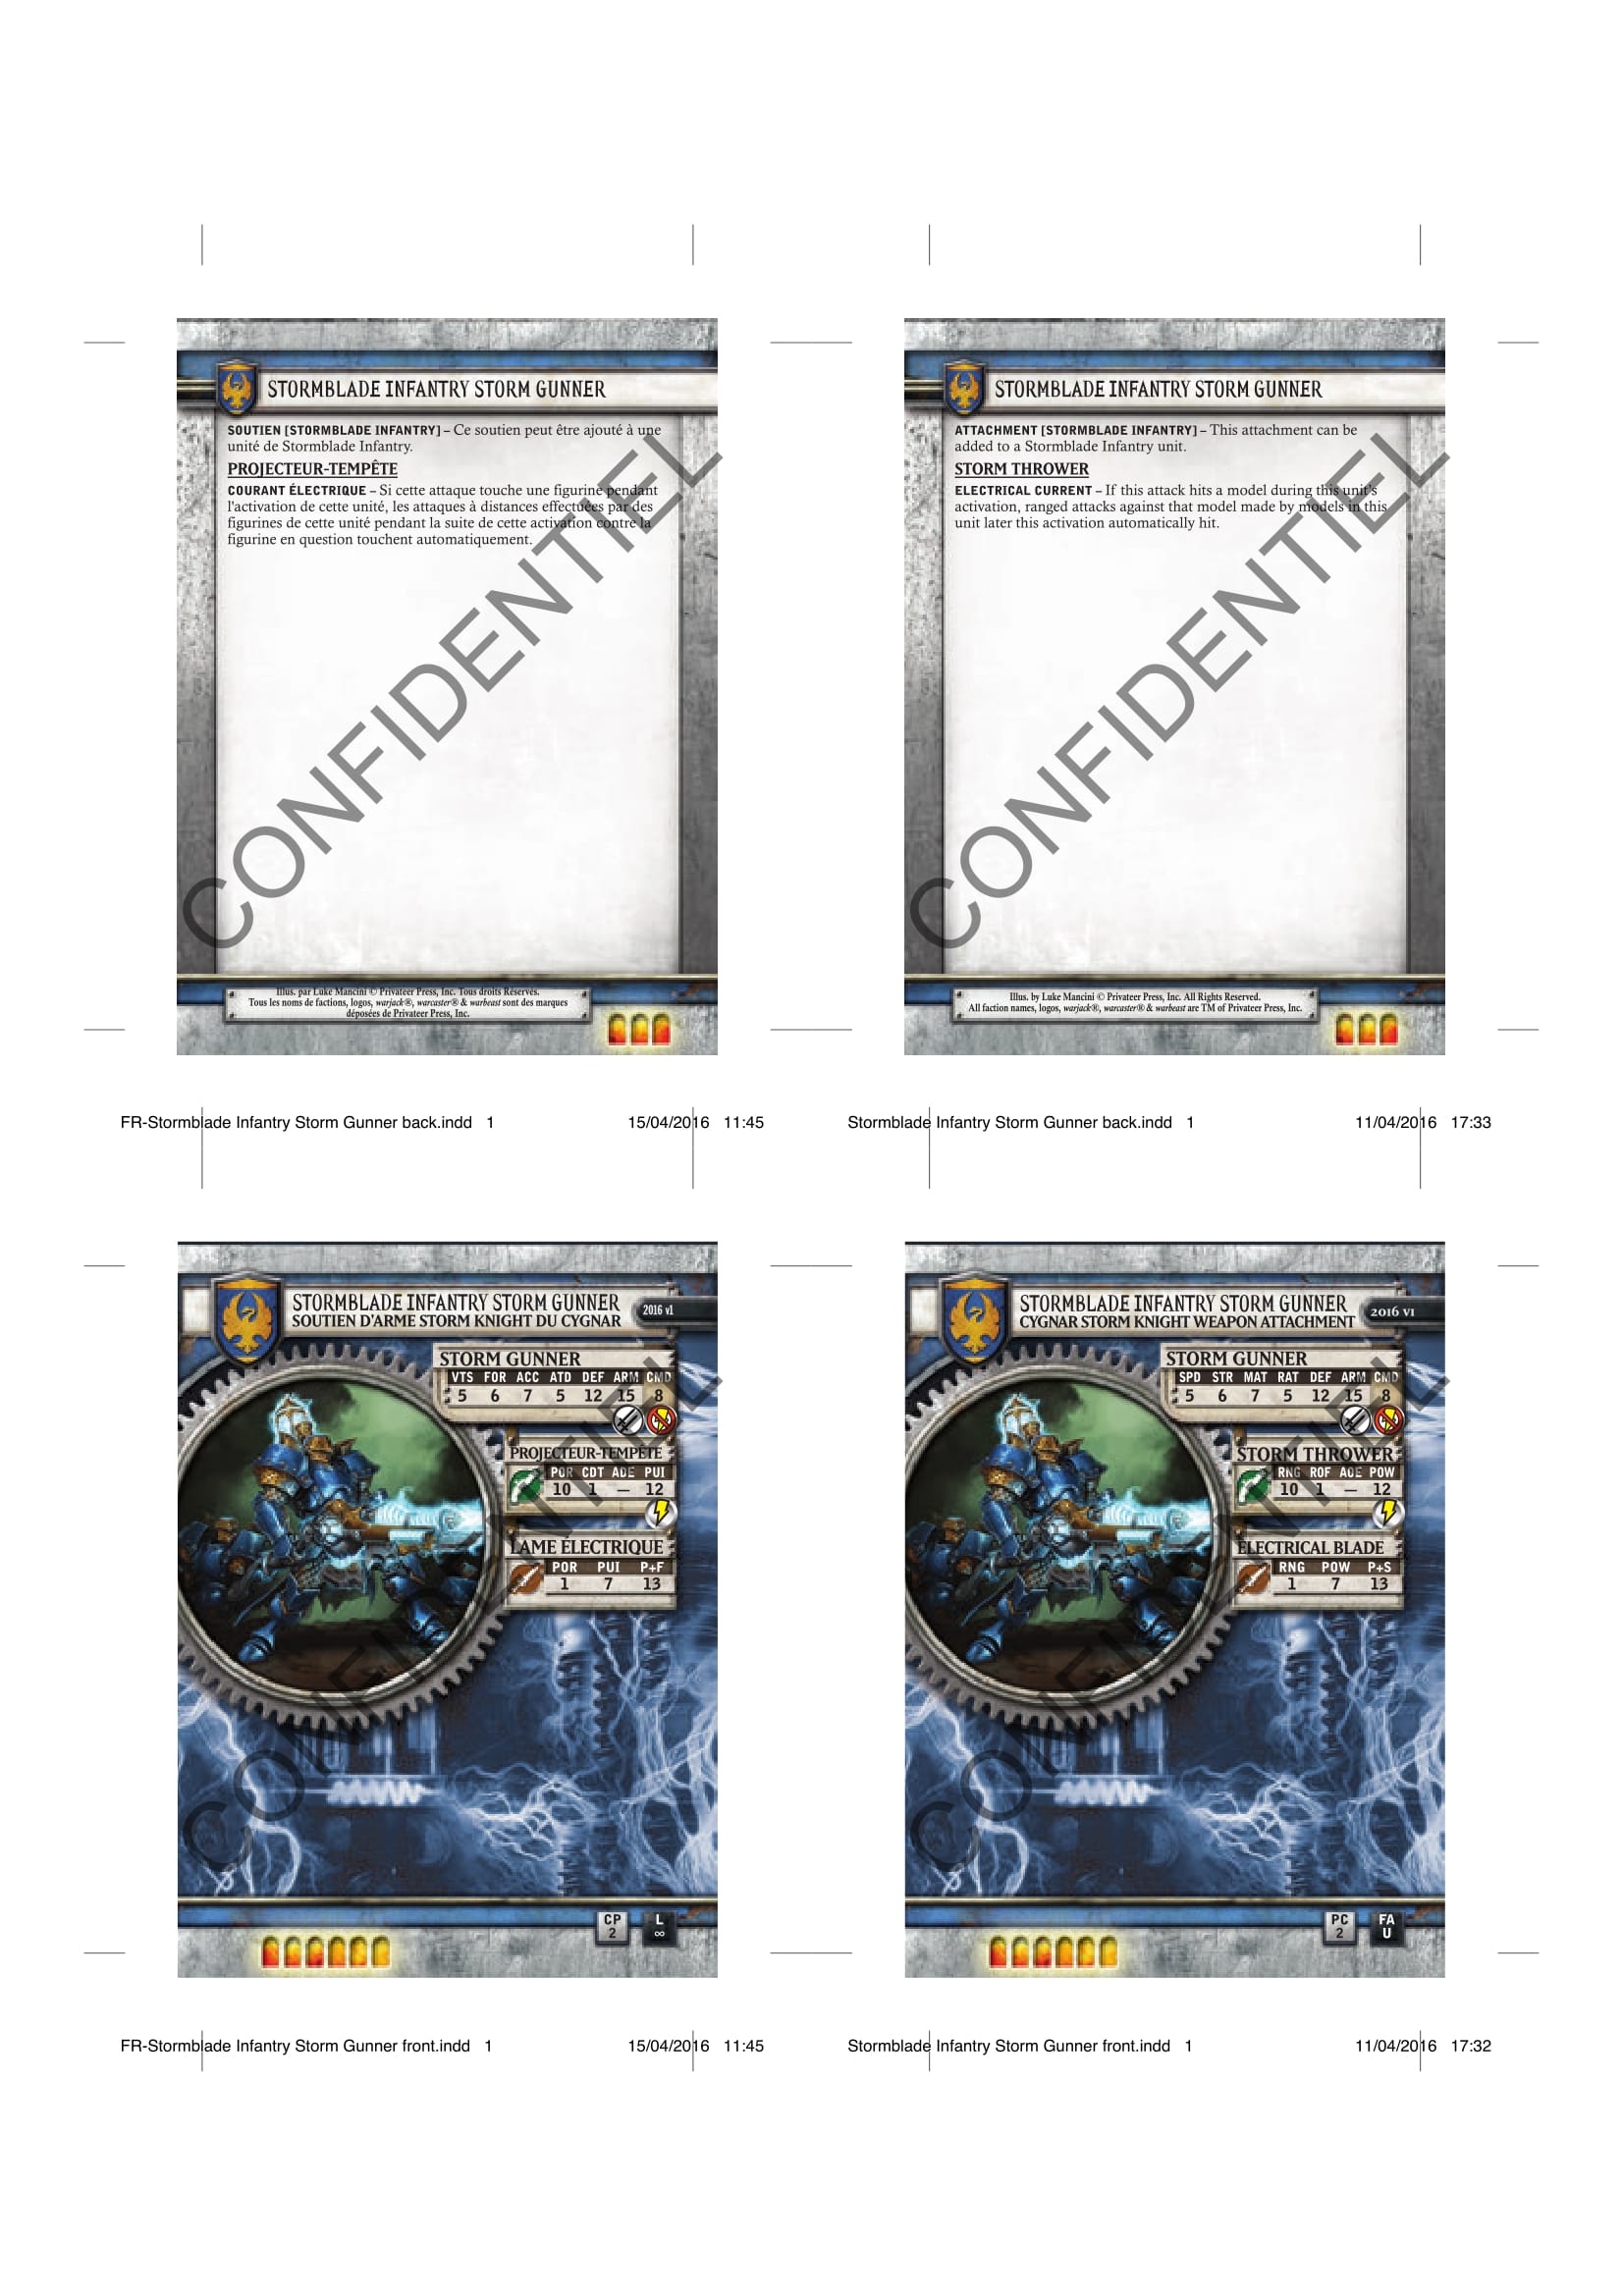 STORMBLADE INFANTRY STORM GUNNER
SOUTIEN [STORMBLADE INFANTRY] – Ce soutien peut être ajouté à une
unité de Stormblade Infantry.
PROJECTEUR-TEMPÊTE
COURANT ÉLECTRIQUE – Si cette attaque touche une figurine pendant
l'activation de cette unité, les attaques à distances effectuées par des
figurines de cette unité pendant la suite de cette activation contre la
figurine en question touchent automatiquement.
CONFIDENTIEL
Illus. par Luke Mancini © Privateer Press, Inc. Tous droits Réservés.
Tous les noms de factions, logos, warjack®, warcaster® & warbeast sont des marques
déposées de Privateer Press, Inc.
FR-Stormblade Infantry Storm Gunner back.indd 1 15/04/2016 11:45
STORMBLADE INFANTRY STORM GUNNER
ATTACHMENT [STORMBLADE INFANTRY] – This attachment can be
added to a Stormblade Infantry unit.
STORM THROWER
ELECTRICAL CURRENT – If this attack hits a model during this unit's
activation, ranged attacks against that model made by models in this
unit later this activation automatically hit.
CONFIDENTIEL
Illus. by Luke Mancini © Privateer Press, Inc. All Rights Reserved.
All faction names, logos, warjack®, warcaster® & warbeast are TM of Privateer Press, Inc.
Stormblade Infantry Storm Gunner back.indd 1 11/04/2016 17:33
STORMBLADE INFANTRY STORM GUNNER
SOUTIEN D'ARME STORM KNIGHT DU CYGNAR
2016 v1
STORM GUNNER
VTS FOR ACC ATD DEF ARM CMD
5 6 7 5 12 15 8
PROJECTEUR-TEMPÊTE
POR CDT ADE PUI
10 1 — 12
LAME ÉLECTRIQUE
POR PUI P+F
1 7 13
CONFIDENTIEL
CP L
2 ∞
FR-Stormblade Infantry Storm Gunner front.indd 1 15/04/2016 11:45
STORMBLADE INFANTRY STORM GUNNER
CYGNAR STORM KNIGHT WEAPON ATTACHMENT
2016 v1
STORM GUNNER
SPD STR MAT RAT DEF ARM CMD
5 6 7 5 12 15 8
STORM THROWER
RNG ROF AOE POW
10 1 — 12
ELECTRICAL BLADE
RNG POW P+S
1 7 13
CONFIDENTIEL
PC FA
2 U
Stormblade Infantry Storm Gunner front.indd 1 11/04/2016 17:32